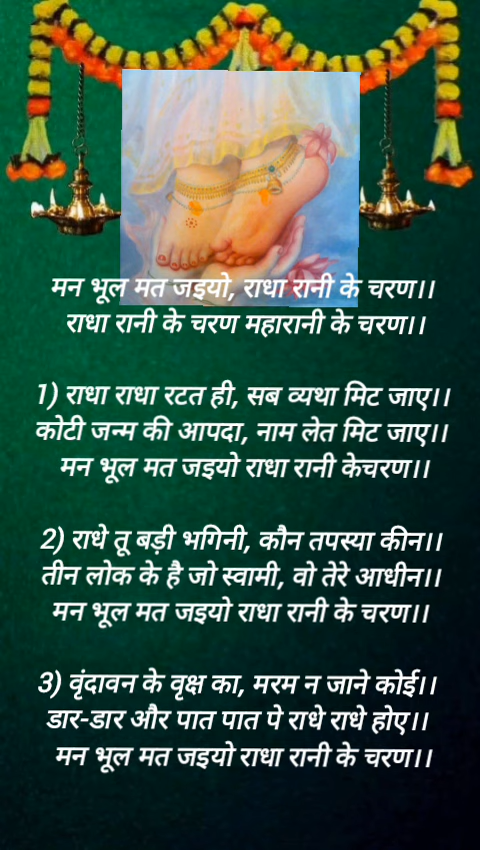 मन भूल मत जइयो, राधा रानी के चरण।।
राधा रानी के चरण महारानी के चरण।।
1) राधा राधा रटत ही, सब व्यथा मिट जाए।।
कोटी जन्म की आपदा, नाम लेत मिट जाए।।
मन भूल मत जइयो राधा रानी केचरण।।
2) राधे तू बड़ी भगिनी, कौन तपस्या कीन।।
तीन लोक के है जो स्वामी, वो तेरे आधीन।।
मन भूल मत जइयो राधा रानी के चरण।।
3) वृंदावन के वृक्ष का, मरम न जाने कोई।।
डार-डार और पात पात पे राधे राधे होए।।
मन भूल मत जइयो राधा रानी के चरण।।